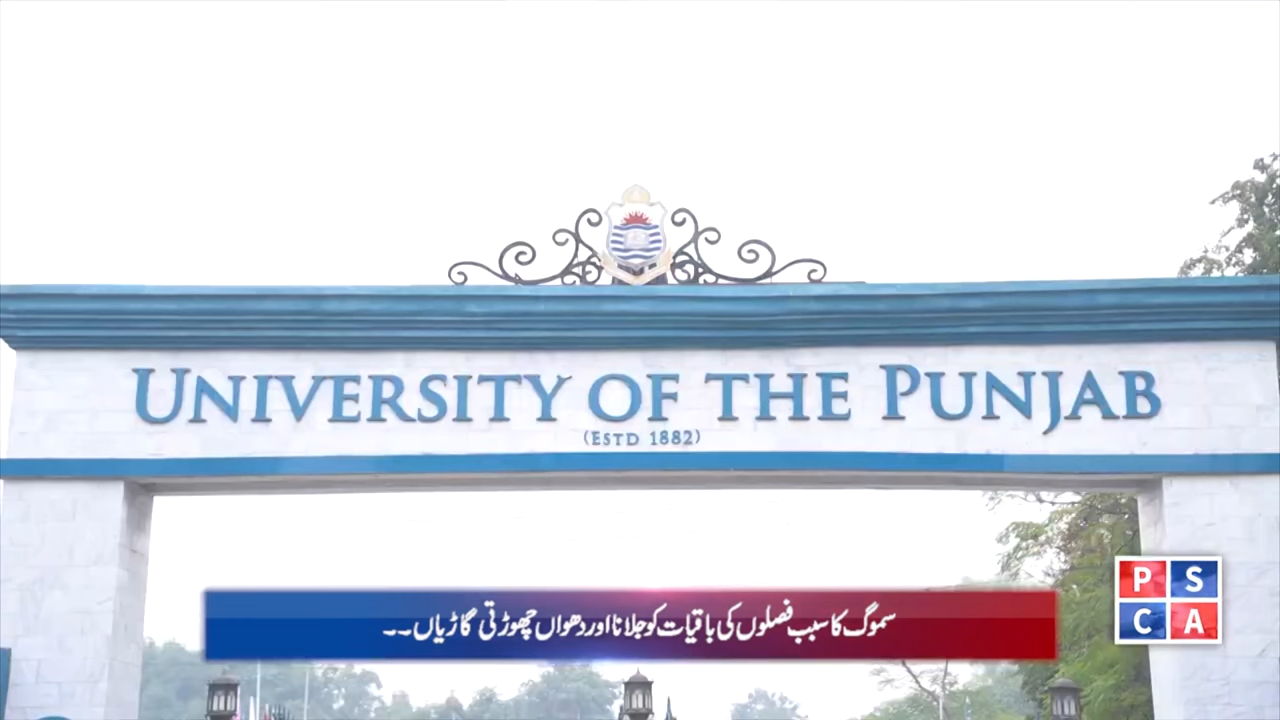 UNIVERSITY OF THE PUNJAB
(ESTD 1882)
سموگ کا سبب فصلوں کی باقیات کو جلانا اور دھواں چھوڑتی گاڑیاں۔۔
P S
C A